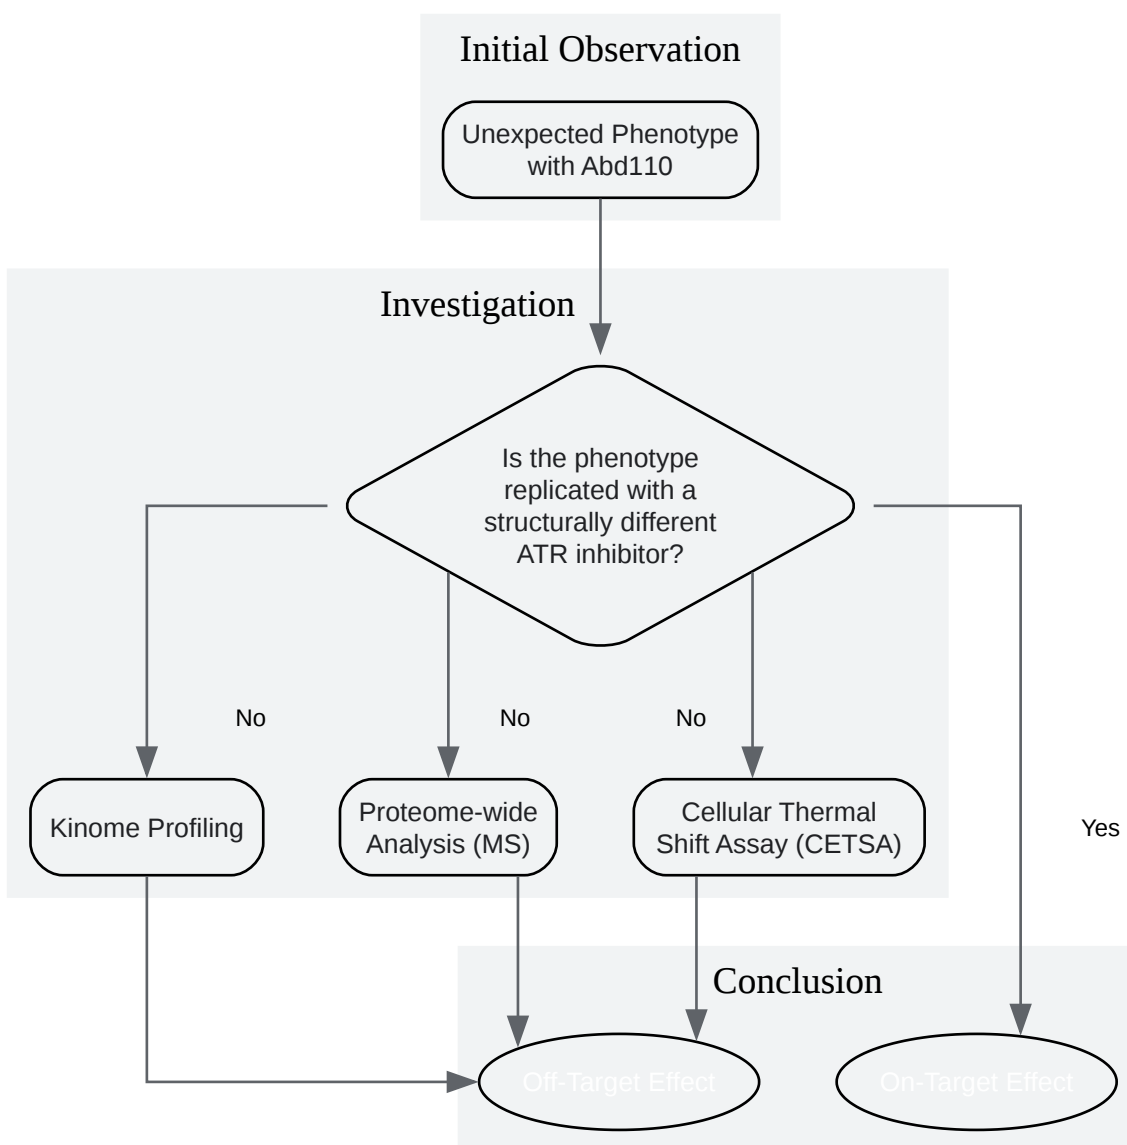 Initial Observation
Unexpected Phenotype
with Abd110
Investigation
Is the phenotype
replicated with a
structurally different
ATR inhibitor?
No
No
No
Kinome Profiling
Proteome-wide
Analysis (MS)
Cellular Thermal
Shift Assay (CETSA)
Yes
Conclusion
Off-Target Effect
On-Target Effect